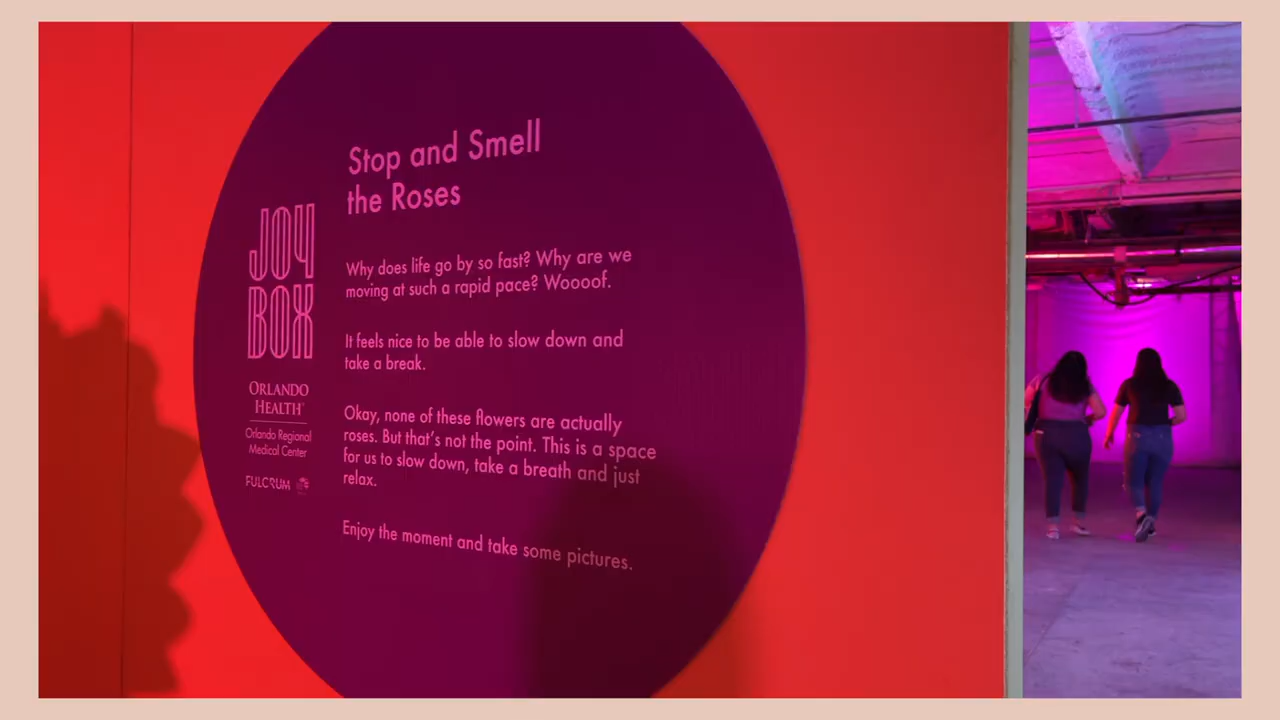 Stop and Smell
the Roses
JOY
BOX
ORLANDO
HEALTH
Orlando Regional
Medical Center
FULCRUM
Why does life go by so fast? Why are we
moving at such a rapid pace? Woooof.
It feels nice to be able to slow down and
take a break.
Okay, none of these flowers are actually
roses. But that's not the point. This is a space
for us to slow down, take a breath and just
relax.
Enjoy the moment and take some pictures.